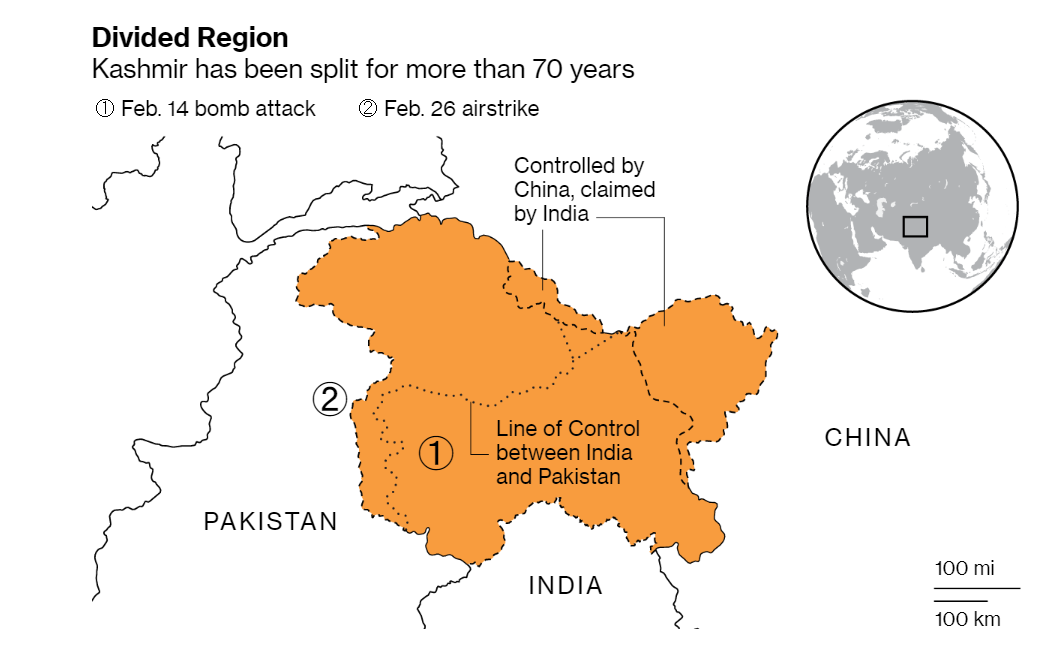 Divided Region
Kashmir has been split for more than 70 years
① Feb. 14 bomb attack ② Feb. 26 airstrike
Controlled by
China, claimed
by India
②
①
Line of Control
between India
and Pakistan
CHINA
PAKISTAN
INDIA
100 mi
100 km